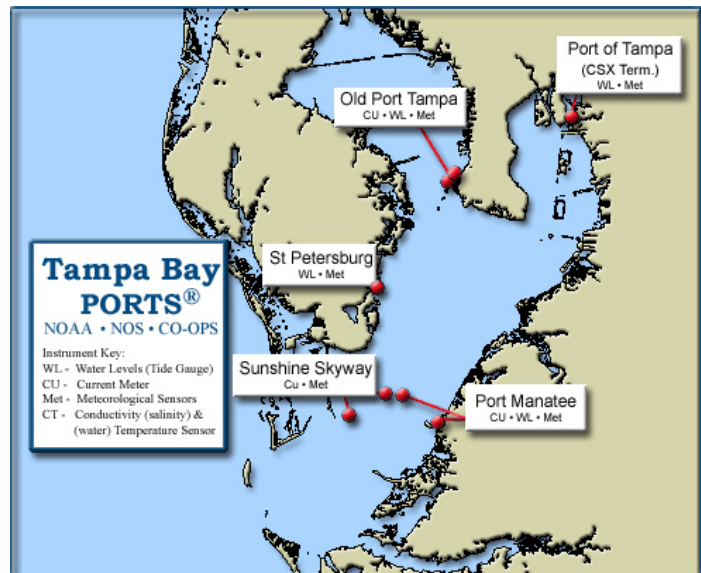 Port of Tampa
(CSX Term.)
WL • Met
Old Port Tampa
CU • WL • Met
St Petersburg
WL • Met
Tampa Bay
PORTS®
NOAA • NOS • CO-OPS
Instrument Key:
WL - Water Levels (Tide Gauge)
CU - Current Meter
Met - Meteorological Sensors
CT - Conductivity (salinity) &
(water) Temperature Sensor
Sunshine Skyway
Cu • Met
Port Manatee
CU • WL • Met